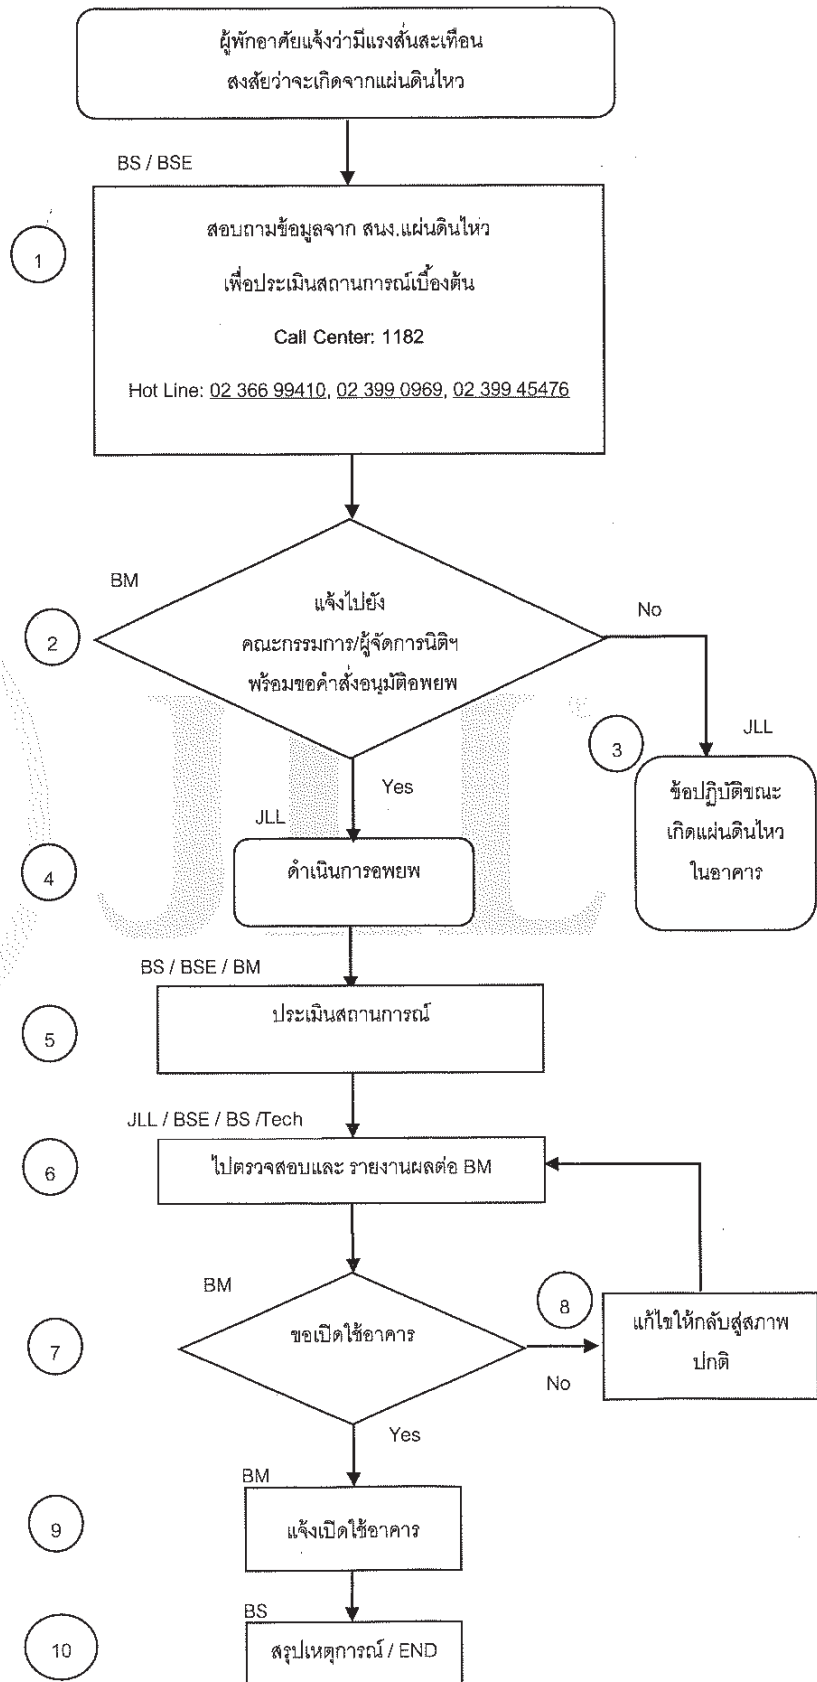 ผู้พักอาศัยแจ้งว่ามีแรงสั่นสะเทือน
สงสัยว่าจะเกิดจากแผ่นดินไหว
BS / BSE
1
สอบถามข้อมูลจาก สนง.แผ่นดินไหว
เพื่อประเมินสถานการณ์เบื้องต้น
Call Center: 1182
Hot Line: 02 366 99410, 02 399 0969, 02 399 45476
BM
2
แจ้งไปยัง
คณะกรรมการ/ผู้จัดการนิติฯ
พร้อมขอคำสั่งอนุมัติอพยพ
No
JLL
3
ข้อปฏิบัติขณะ
เกิดแผ่นดินไหว
ในอาคาร
Yes
JLL
4
ดำเนินการอพยพ
JLL
BS / BSE / BM
5
ประเมินสถานการณ์
JLL / BSE / BS /Tech
6
ไปตรวจสอบและ รายงานผลต่อ BM
BM
7
ขอเปิดใช้อาคาร
No
8
แก้ไขให้กลับสู่สภาพ
ปกติ
Yes
BM
9
แจ้งเปิดใช้อาคาร
BS
10
สรุปเหตุการณ์ / END